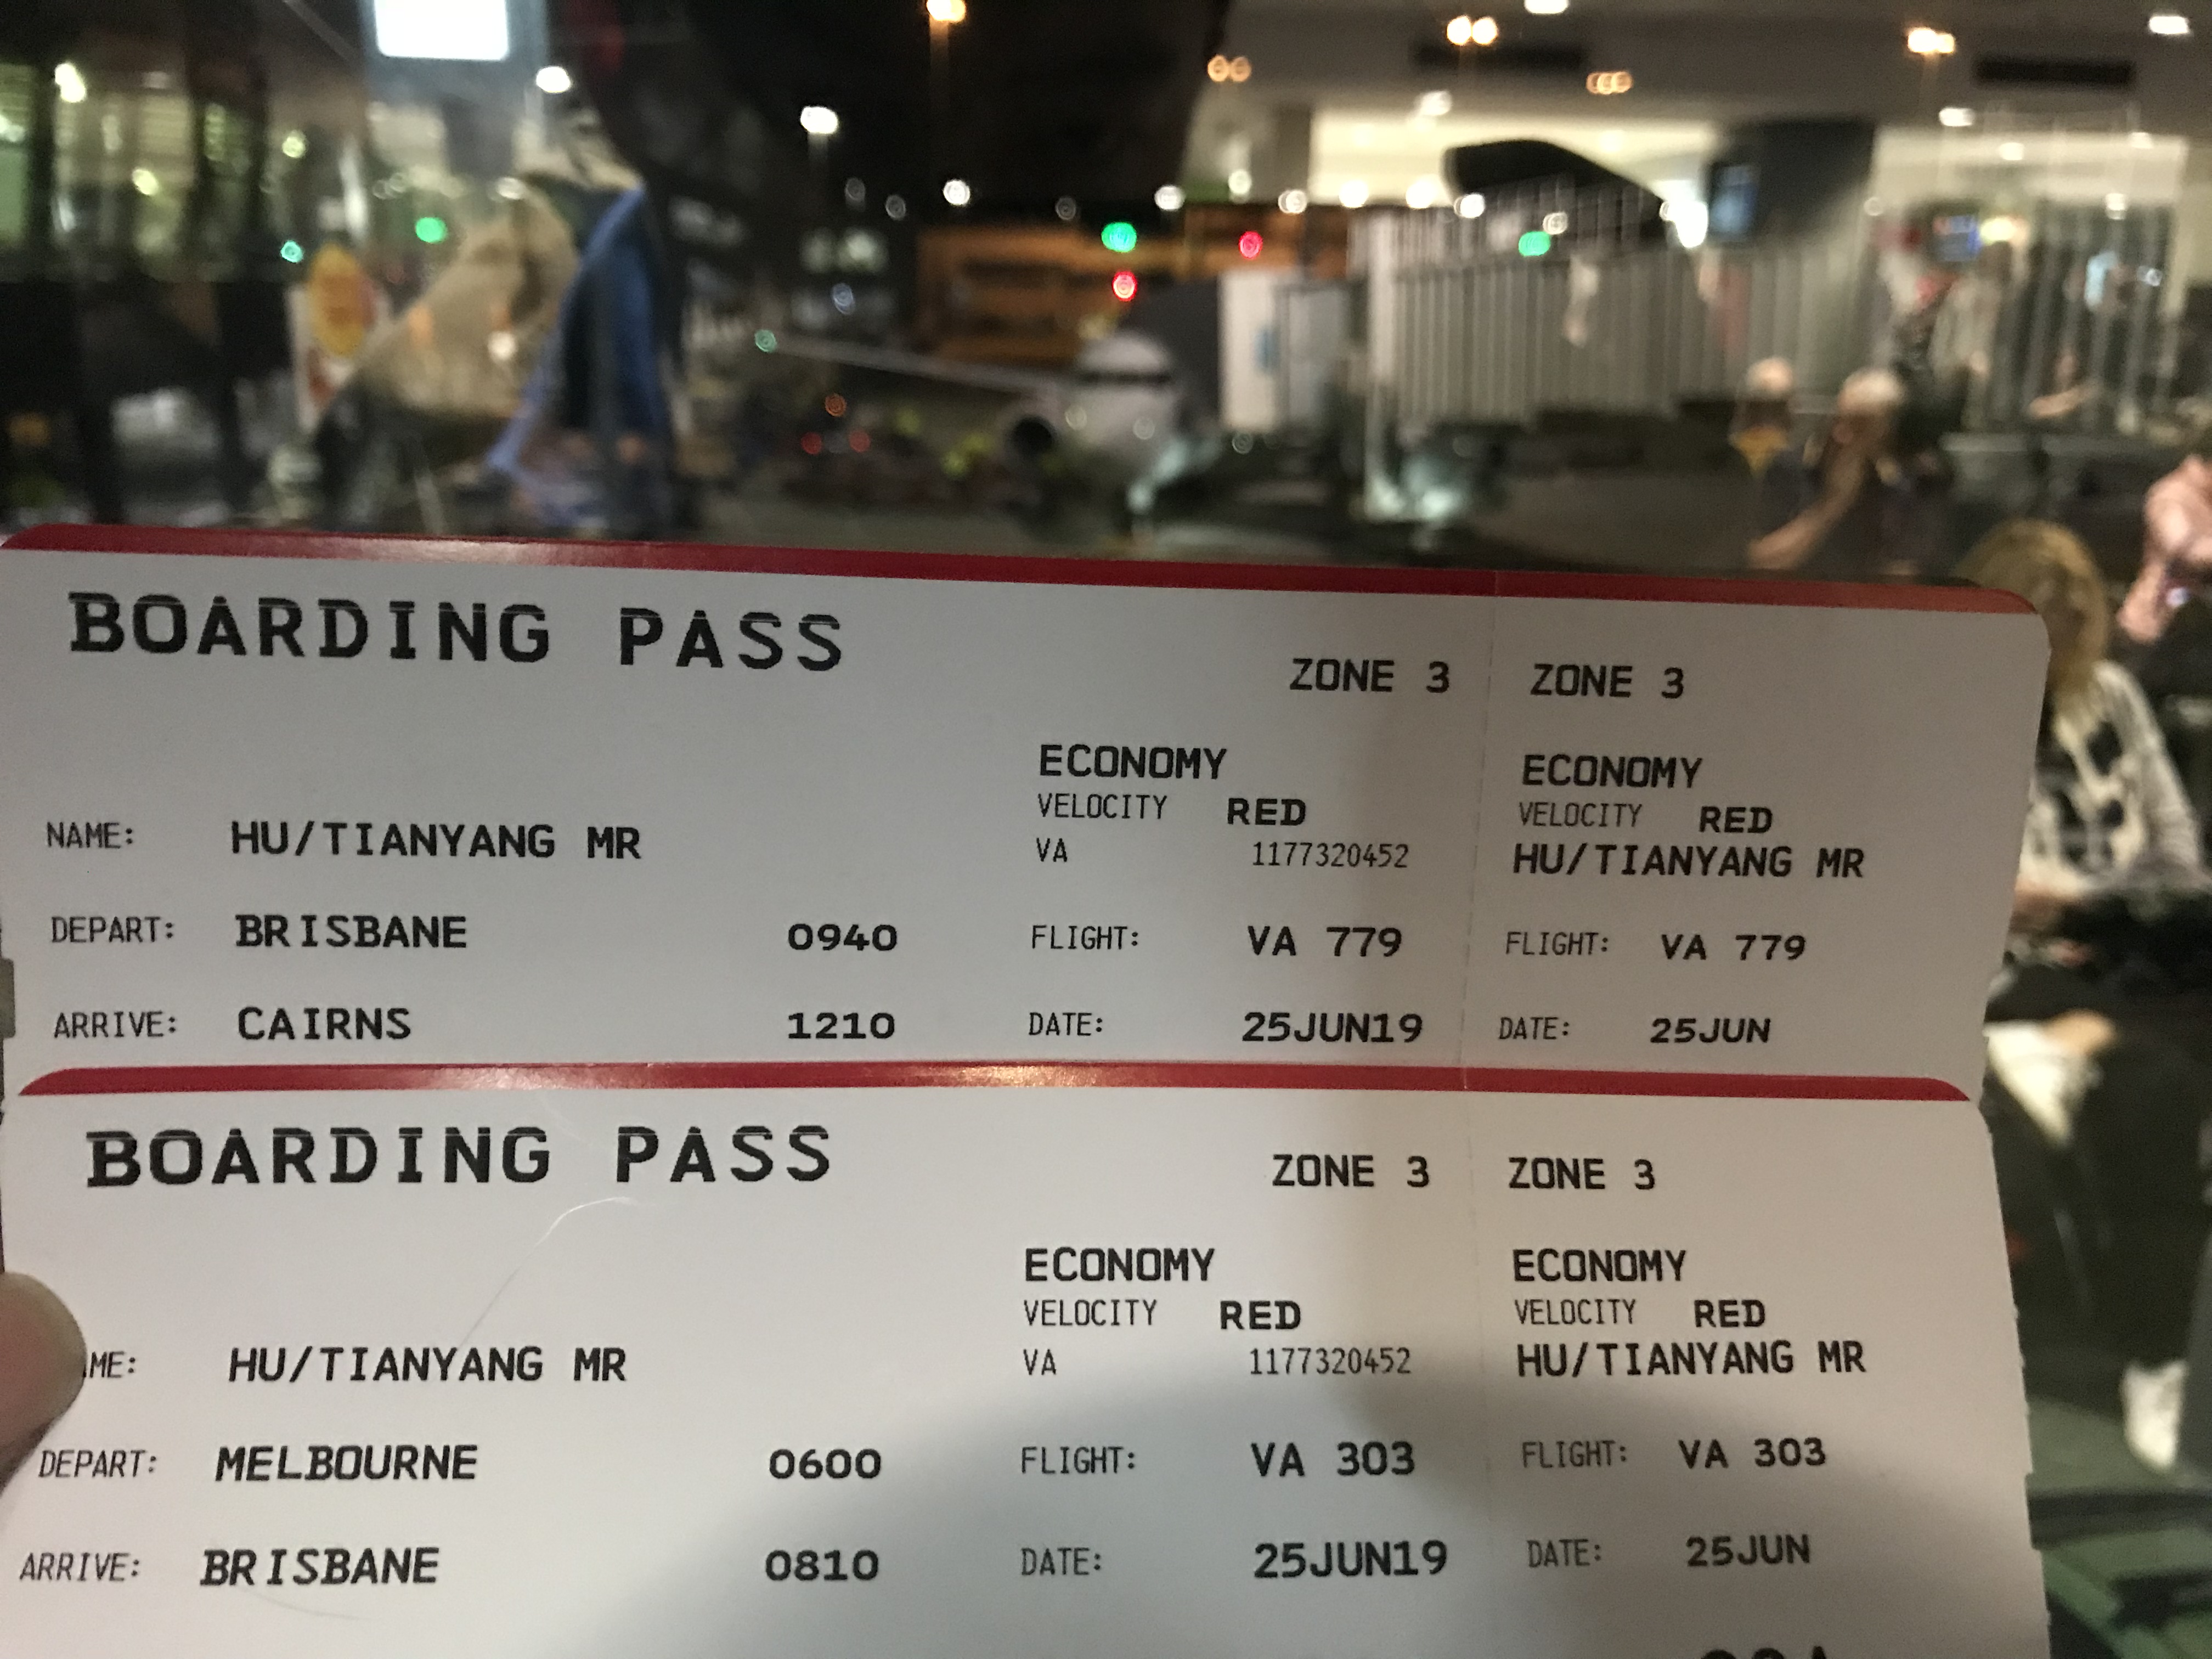 BOARDING PASS
ZONE 3 ZONE 3
ECONOMY ECONOMY
VELOCITY RED VELOCITY RED
NAME: HU/TIANYANG MR VA 1177320452 HU/TIANYANG MR
DEPART: BRISBANE 0940 FLIGHT: VA 779 FLIGHT: VA 779
ARRIVE: CAIRNS 1210 DATE: 25JUN19 DATE: 25JUN
BOARDING PASS
ZONE 3 ZONE 3
ECONOMY ECONOMY
VELOCITY RED VELOCITY RED
ME: HU/TIANYANG MR VA 1177320452 HU/TIANYANG MR
DEPART: MELBOURNE 0600 FLIGHT: VA 303 FLIGHT: VA 303
ARRIVE: BRISBANE 0810 DATE: 25JUN19 DATE: 25JUN